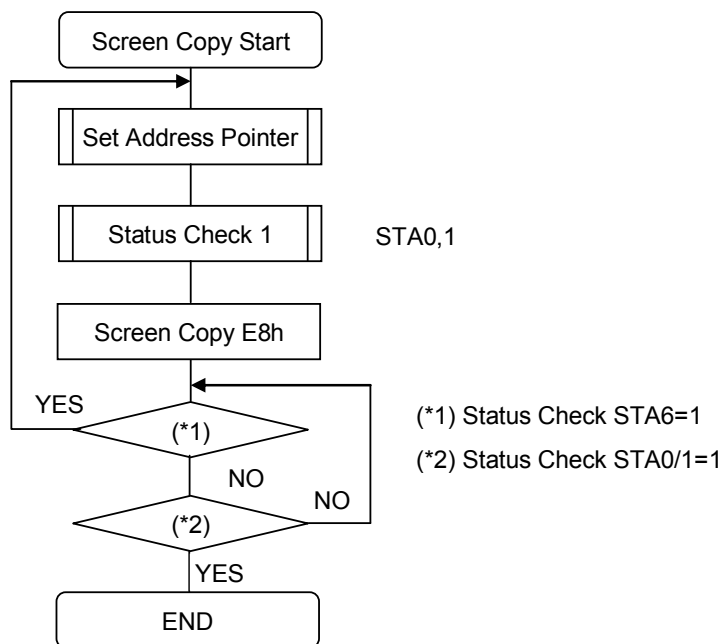 Screen Copy Start
Set Address Pointer
Status Check 1
STA0,1
Screen Copy E8h
YES
(*1)
(*1) Status Check STA6=1
(*2) Status Check STA0/1=1
NO
NO
(*2)
YES
END